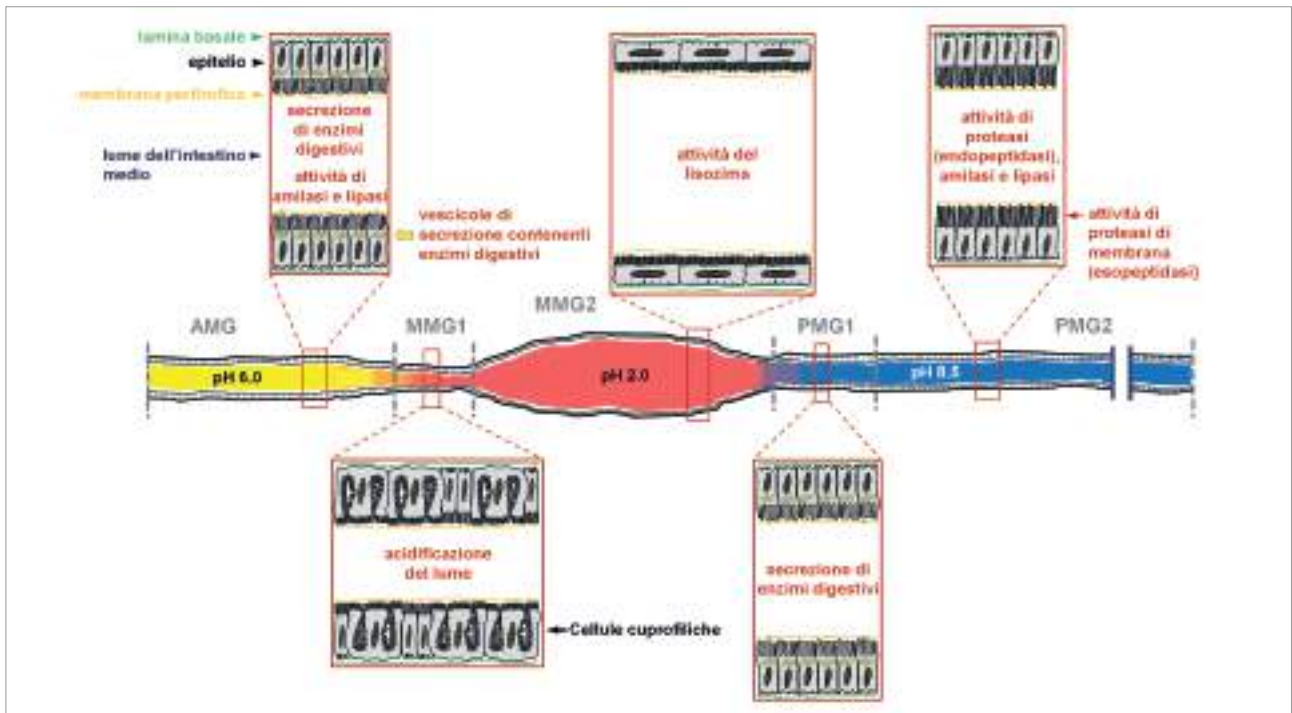 lamina basale
epitelio
membrana peritrofica
lume dell'intestino
medio
secrezione
di enzimi
digestivi
attività di
amilasi e lipasi
vescicole di
secrezione contenenti
enzimi digestivi
attività del
lisozima
attività di
proteasi
(endopeptidasi),
amilasi e lipasi
attività di
proteasi di
membrana
(esopeptidasi)
AMG
MMG1
MMG2
PMG1
PMG2
pH 6.0
pH 2.0
pH 8.5
acidificazione
del lume
Cellule cuprofiliche
secrezione di
enzimi digestivi